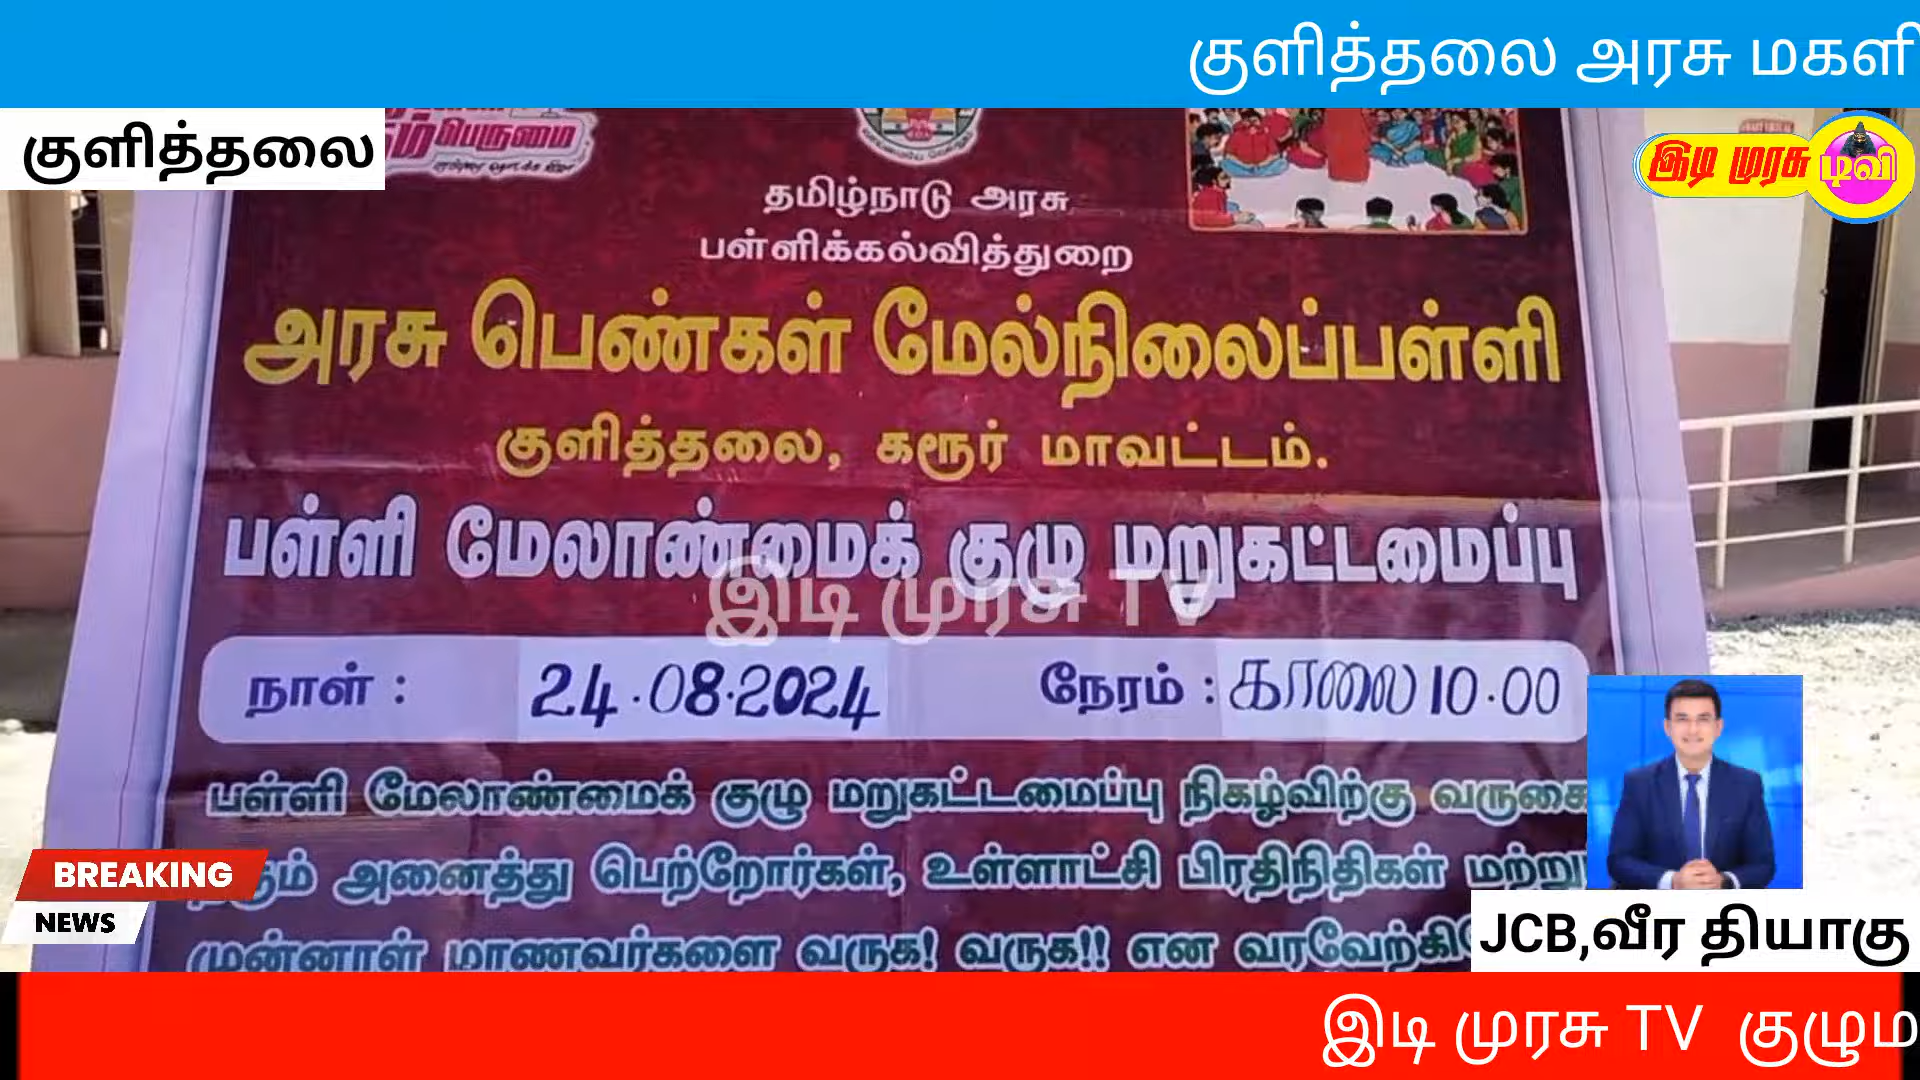 குளித்தலை அரசு மகளி
குளித்தலை
பெருமை
இடி முரசு டிவி
தமிழ்நாடு அரசு
பள்ளிக்கல்வித்துறை
அரசு பெண்கள் மேல்நிலைப்பள்ளி
குளித்தலை, கரூர் மாவட்டம்.
பள்ளி மேலாண்மைக் குழு மறுகட்டமைப்பு
இடி முரசு TV
நாள் : 24.08.2024 நேரம் : காலை 10.00
பள்ளி மேலாண்மைக் குழு மறுகட்டமைப்பு நிகழ்விற்கு வருகை
அனைத்து பெற்றோர்கள், உள்ளாட்சி பிரதிநிதிகள் மற்று
முன்னாள் மாணவர்களை வருக! வருக!! என வரவேற்கி
BREAKING
NEWS
JCB,வீர தியாகு
இடி முரசு TV குழும